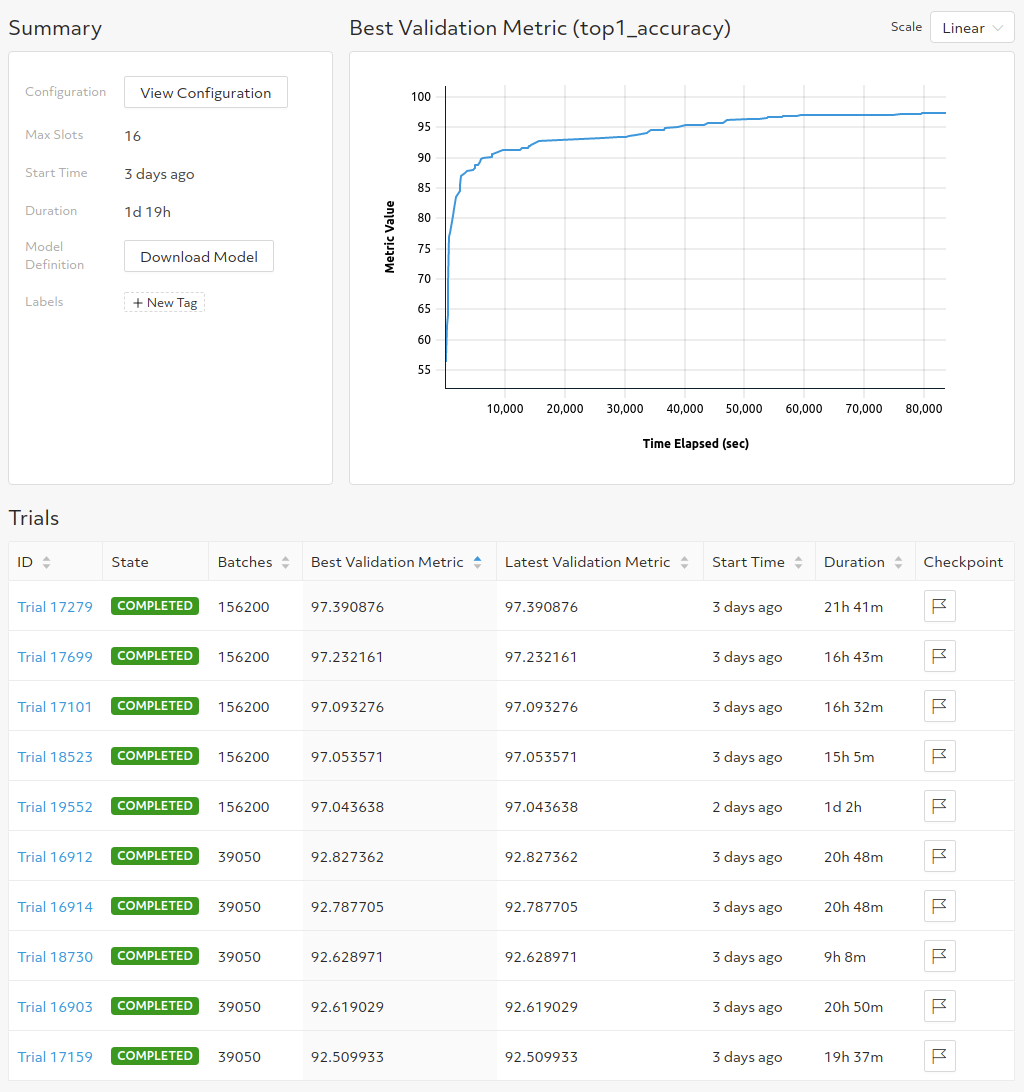 Summary
Configuration View Configuration
Max Slots 16
Start Time 3 days ago
Duration 1d 19h
Model
Definition
Download Model
Labels + New Tag
Best Validation Metric (top1_accuracy)
Scale Linear
100
95
90
85
80
75
70
65
60
55
Metric Value
10,000 20,000 30,000 40,000 50,000 60,000 70,000 80,000
Time Elapsed (sec)
Trials
ID State Batches Best Validation Metric Latest Validation Metric Start Time Duration Checkpoint
Trial 17279 COMPLETED 156200 97.390876 97.390876 3 days ago 21h 41m
Trial 17699 COMPLETED 156200 97.232161 97.232161 3 days ago 16h 43m
Trial 17101 COMPLETED 156200 97.093276 97.093276 3 days ago 16h 32m
Trial 18523 COMPLETED 156200 97.053571 97.053571 3 days ago 15h 5m
Trial 19552 COMPLETED 156200 97.043638 97.043638 2 days ago 1d 2h
Trial 16912 COMPLETED 39050 92.827362 92.827362 3 days ago 20h 48m
Trial 16914 COMPLETED 39050 92.787705 92.787705 3 days ago 20h 48m
Trial 18730 COMPLETED 39050 92.628971 92.628971 3 days ago 9h 8m
Trial 16903 COMPLETED 39050 92.619029 92.619029 3 days ago 20h 50m
Trial 17159 COMPLETED 39050 92.509933 92.509933 3 days ago 19h 37m